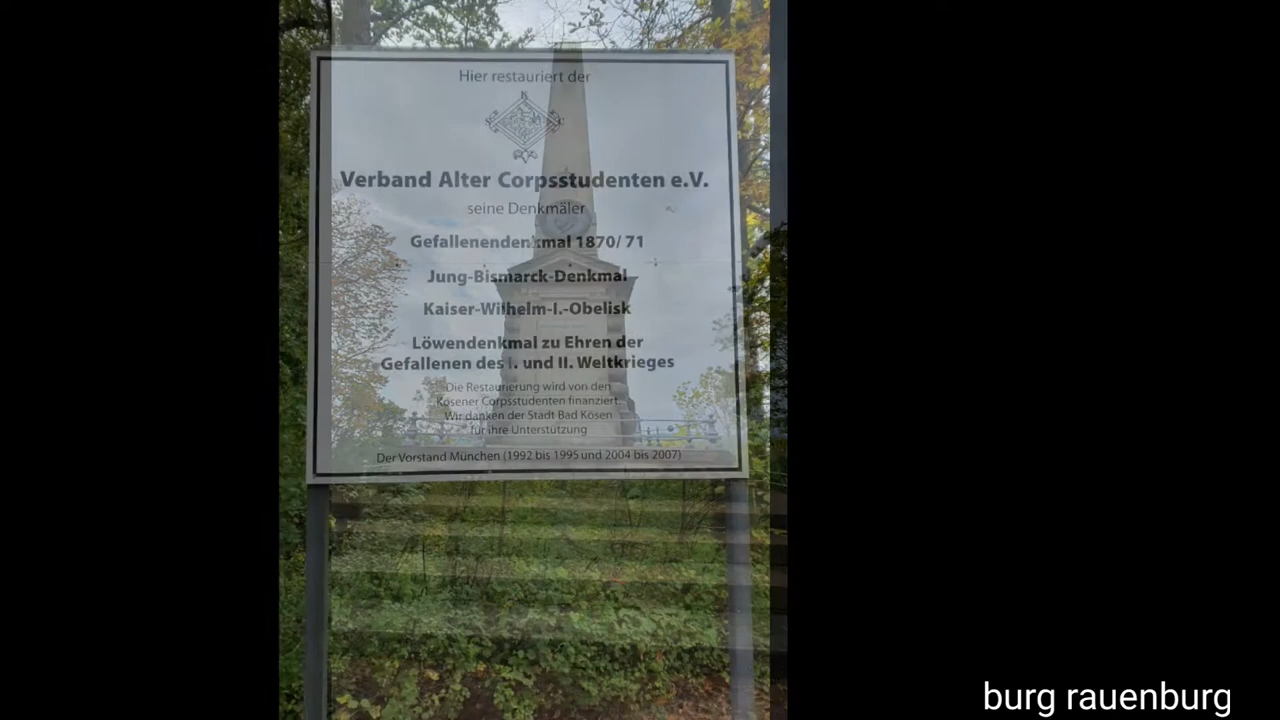 Hier restauriert der
Verband Alter Corpsstudenten e.V.
seine Denkmäler
Gefallenendenkmal 1870/71
Jung-Bismarck-Denkmal
Kaiser-Wilhelm-I.-Obelisk
Löwendenkmal zu Ehren der
Gefallenen des I. und II. Weltkrieges
Die Restaurierung wird von den
Kösener Corpsstudenten finanziert.
Wir danken der Stadt Bad Kösen
für ihre Unterstützung
Der Vorstand München (1992 bis 1995 und 2004 bis 2007)
burg rauenburg